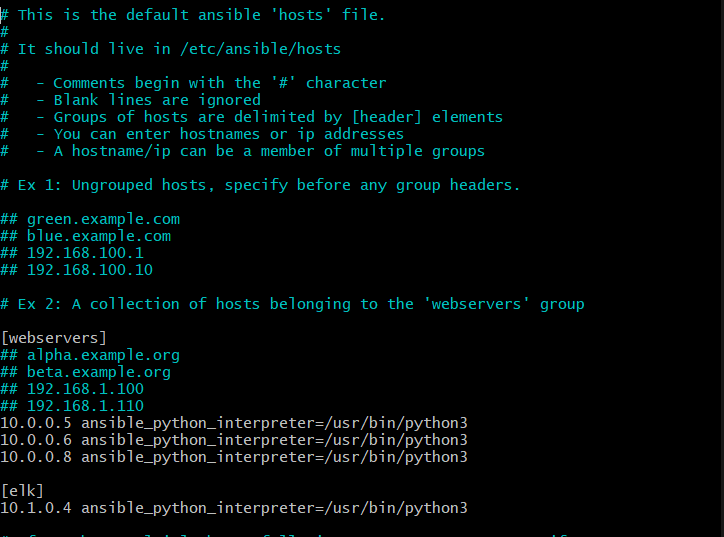 # This is the default ansible 'hosts' file.
#
# It should live in /etc/ansible/hosts
#
#   - Comments begin with the '#' character
#   - Blank lines are ignored
#   - Groups of hosts are delimited by [header] elements
#   - You can enter hostnames or ip addresses
#   - A hostname/ip can be a member of multiple groups
# Ex 1: Ungrouped hosts, specify before any group headers.
## green.example.com
## blue.example.com
## 192.168.100.1
## 192.168.100.10
# Ex 2: A collection of hosts belonging to the 'webservers' group
[webservers]
## alpha.example.org
## beta.example.org
## 192.168.1.100
## 192.168.1.110
10.0.0.5 ansible_python_interpreter=/usr/bin/python3
10.0.0.6 ansible_python_interpreter=/usr/bin/python3
10.0.0.8 ansible_python_interpreter=/usr/bin/python3
[elk]
10.1.0.4 ansible_python_interpreter=/usr/bin/python3